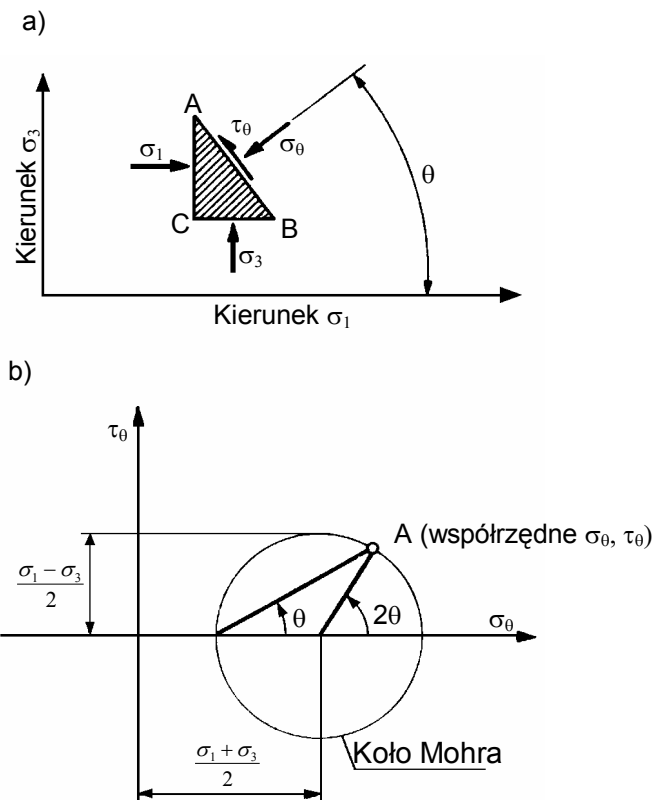 a)
Kierunek σ3
A
τθ
σ1
σθ
θ
C
B
σ3
Kierunek σ1
b)
τθ
A (współrzędne σθ, τθ)
σ1 − σ3
2
θ
2θ
σθ
σ1 + σ3
2
Koło Mohra